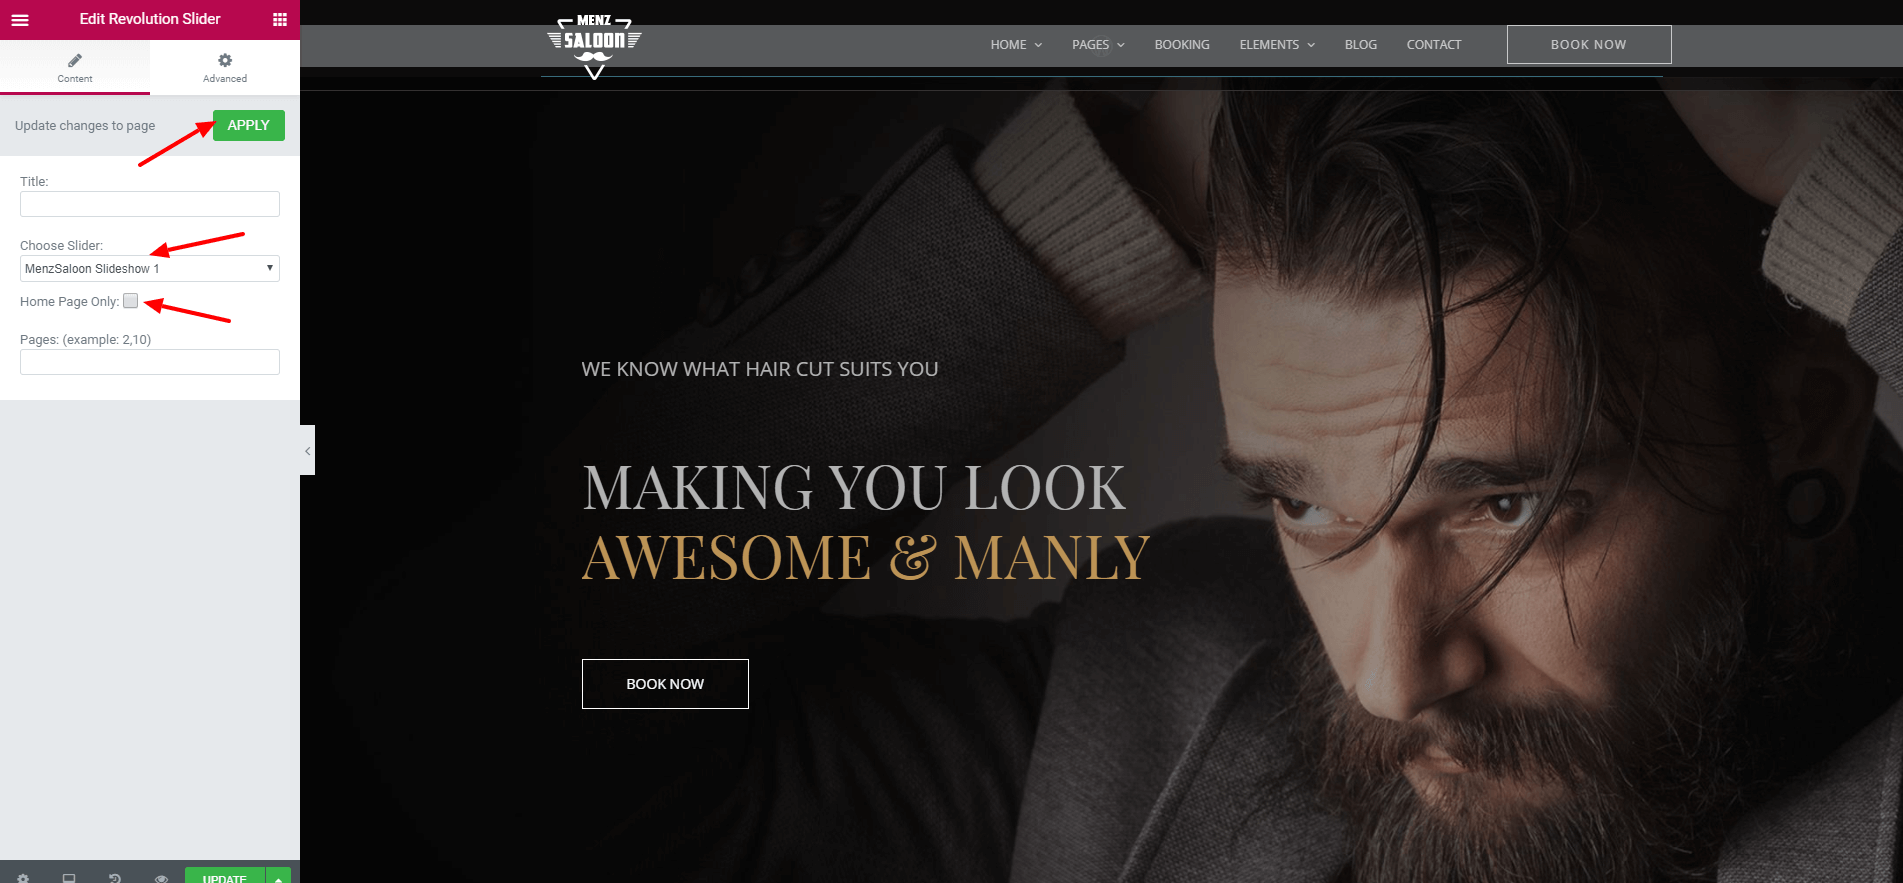 Edit Revolution Slider
Content
Advanced
Update changes to page
APPLY
Title:
Choose Slider:
MenzSaloon Slideshow 1
Home Page Only:
Pages: (example: 2,10)
UPDATE
MENZ
SALOON
HOME
PAGES
BOOKING
ELEMENTS
BLOG
CONTACT
BOOK NOW
WE KNOW WHAT HAIR CUT SUITS YOU
MAKING YOU LOOK
AWESOME & MANLY
BOOK NOW